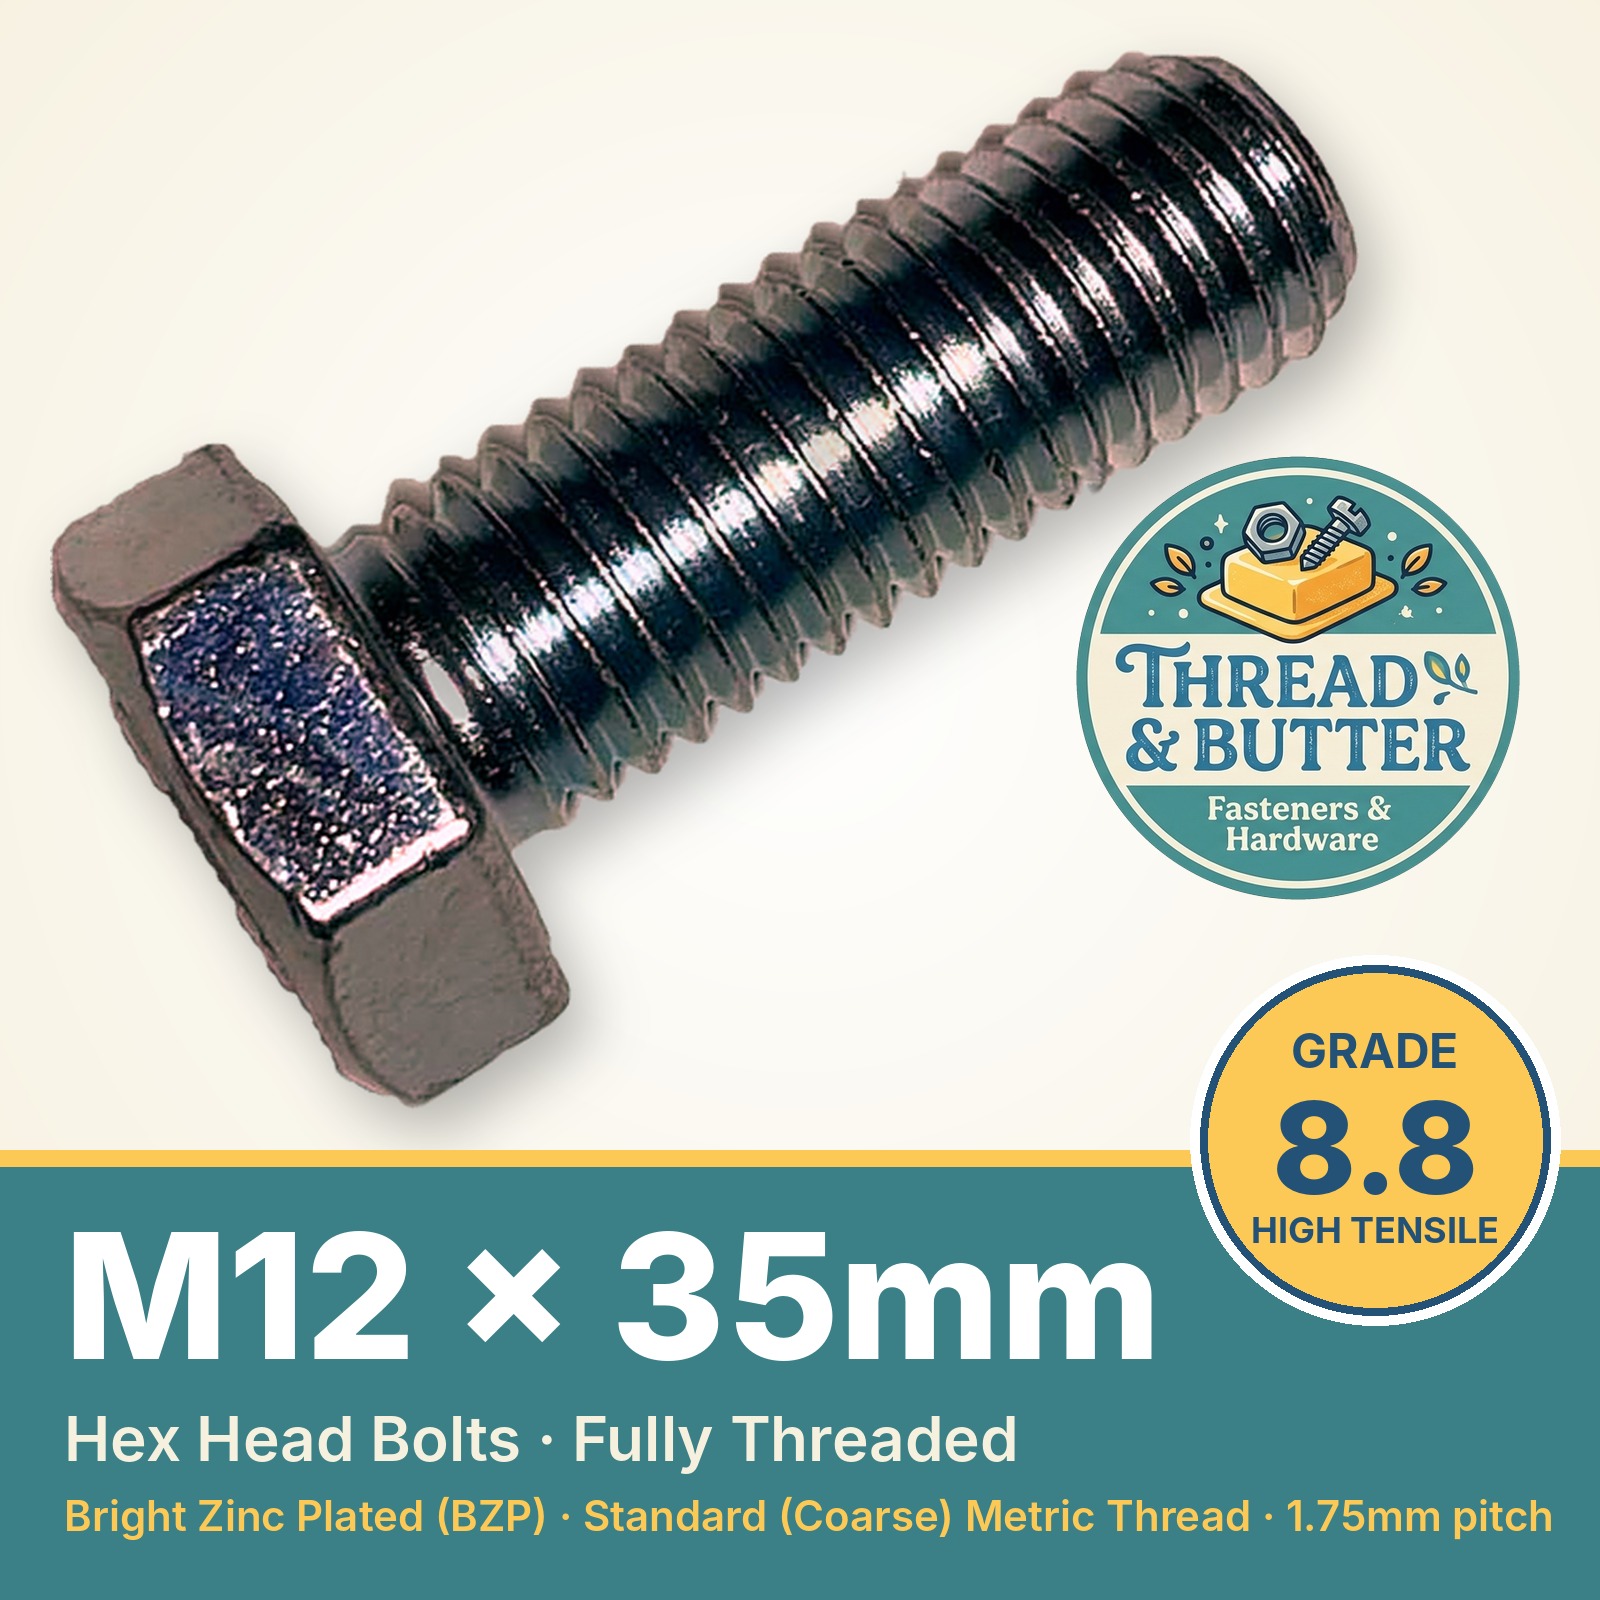 THREAD
& BUTTER
Fasteners &
Hardware
GRADE
8.8
HIGH TENSILE
M12 × 35mm
Hex Head Bolts · Fully Threaded
Bright Zinc Plated (BZP) · Standard (Coarse) Metric Thread · 1.75mm pitch